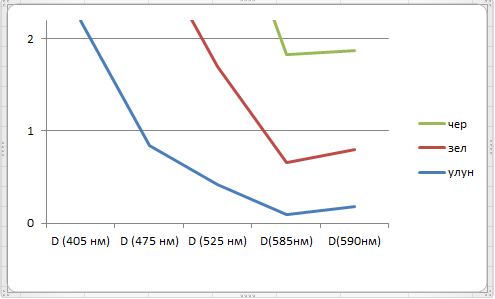 2
1
0
D (405 нм) D (475 нм) D (525 нм) D(585нм) D(590нм)
чер
зел
улун